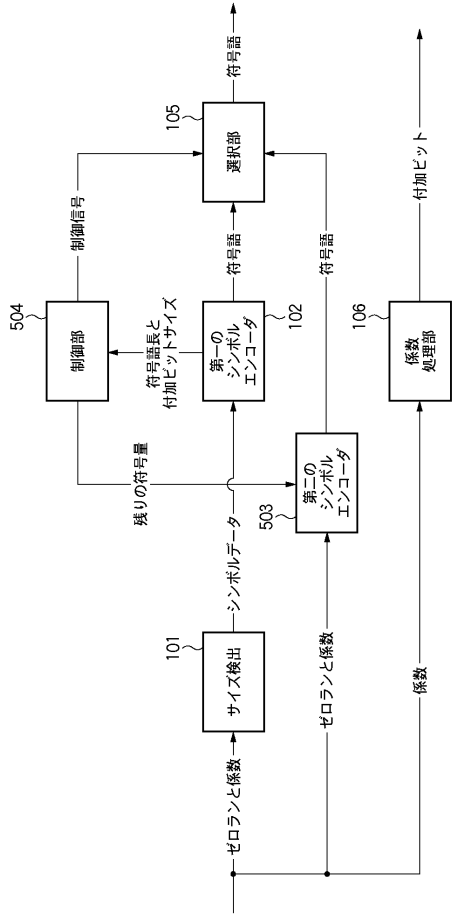 504
制御部
制御信号
残りの符号量
符号語長と
付加ビットサイズ
ゼロランと係数
101
サイズ検出
シンボルデータ
第一の
シンボル
エンコーダ
102
符号語
105
選択部
符号語
ゼロランと係数
503
第二の
シンボル
エンコーダ
符号語
係数
106
係数
処理部
付加ビット